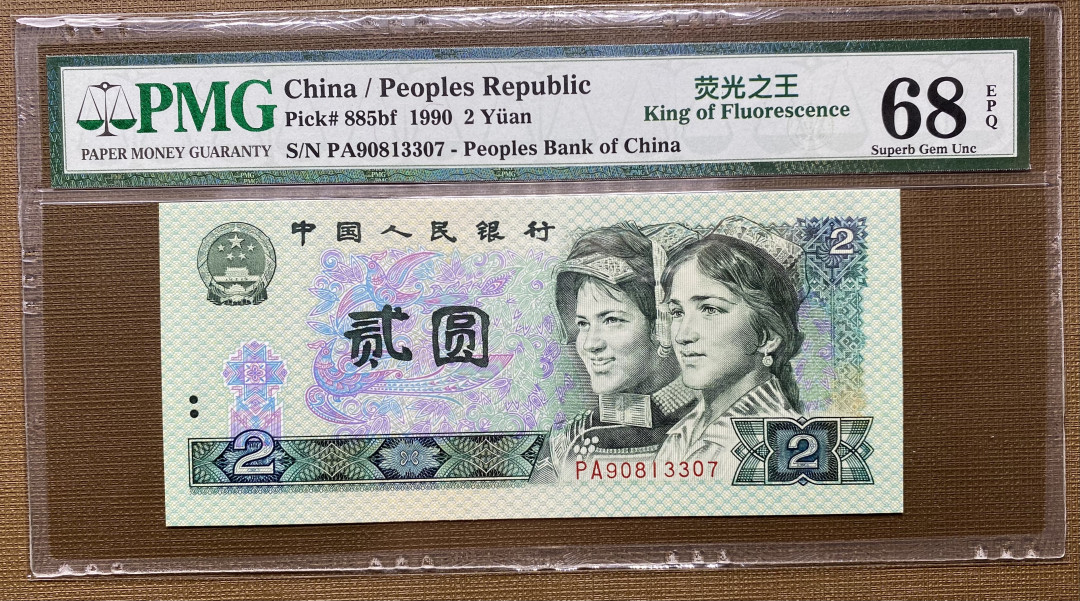 PMG
PAPER MONEY GUARANTY
China / Peoples Republic
Pick# 885bf 1990 2 Yüan
S/N PA90813307 - Peoples Bank of China
荧光之王
King of Fluorescence
68
EPQ
Superb Gem Unc
中国人民银行
2
贰圆
2
2
PA90813307